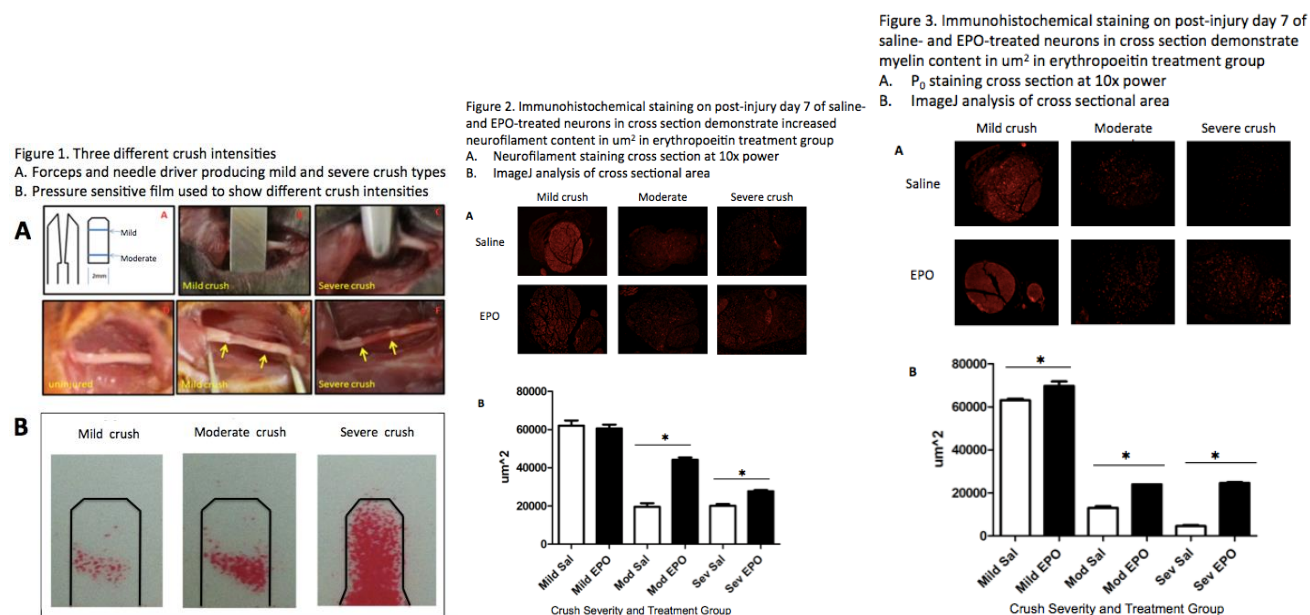 Figure 1. Three different crush intensities
A. Forceps and needle driver producing mild and severe crush types
B. Pressure sensitive film used to show different crush intensities
A
A
Mild
Moderate
2mm
Mild crush
C
Severe crush
uninjured
Mild crush
F
Severe crush
B
Mild crush
Moderate crush
Severe crush
Figure 2. Immunohistochemical staining on post-injury day 7 of saline-
and EPO-treated neurons in cross section demonstrate increased
neurofilament content in um² in erythropoeitin treatment group
A. Neurofilament staining cross section at 10x power
B. ImageJ analysis of cross sectional area
Mild crush
Moderate
Severe crush
A
Saline
EPO
B
um^2
80000
60000
40000
20000
0
*
*
Mild Sal
Mild EPO
Mod Sal
Mod EPO
Sev Sal
Sev EPO
Crush Severity and Treatment Group
Figure 3. Immunohistochemical staining on post-injury day 7 of
saline- and EPO-treated neurons in cross section demonstrate
myelin content in um² in erythropoeitin treatment group
A. P₀ staining cross section at 10x power
B. ImageJ analysis of cross sectional area
Mild crush
Moderate
Severe crush
A
Saline
EPO
B
um^2
80000
60000
40000
20000
0
*
*
*
Mild Sal
Mild EPO
Mod Sal
Mod EPO
Sev Sal
Sev EPO
Crush Severity and Treatment Group